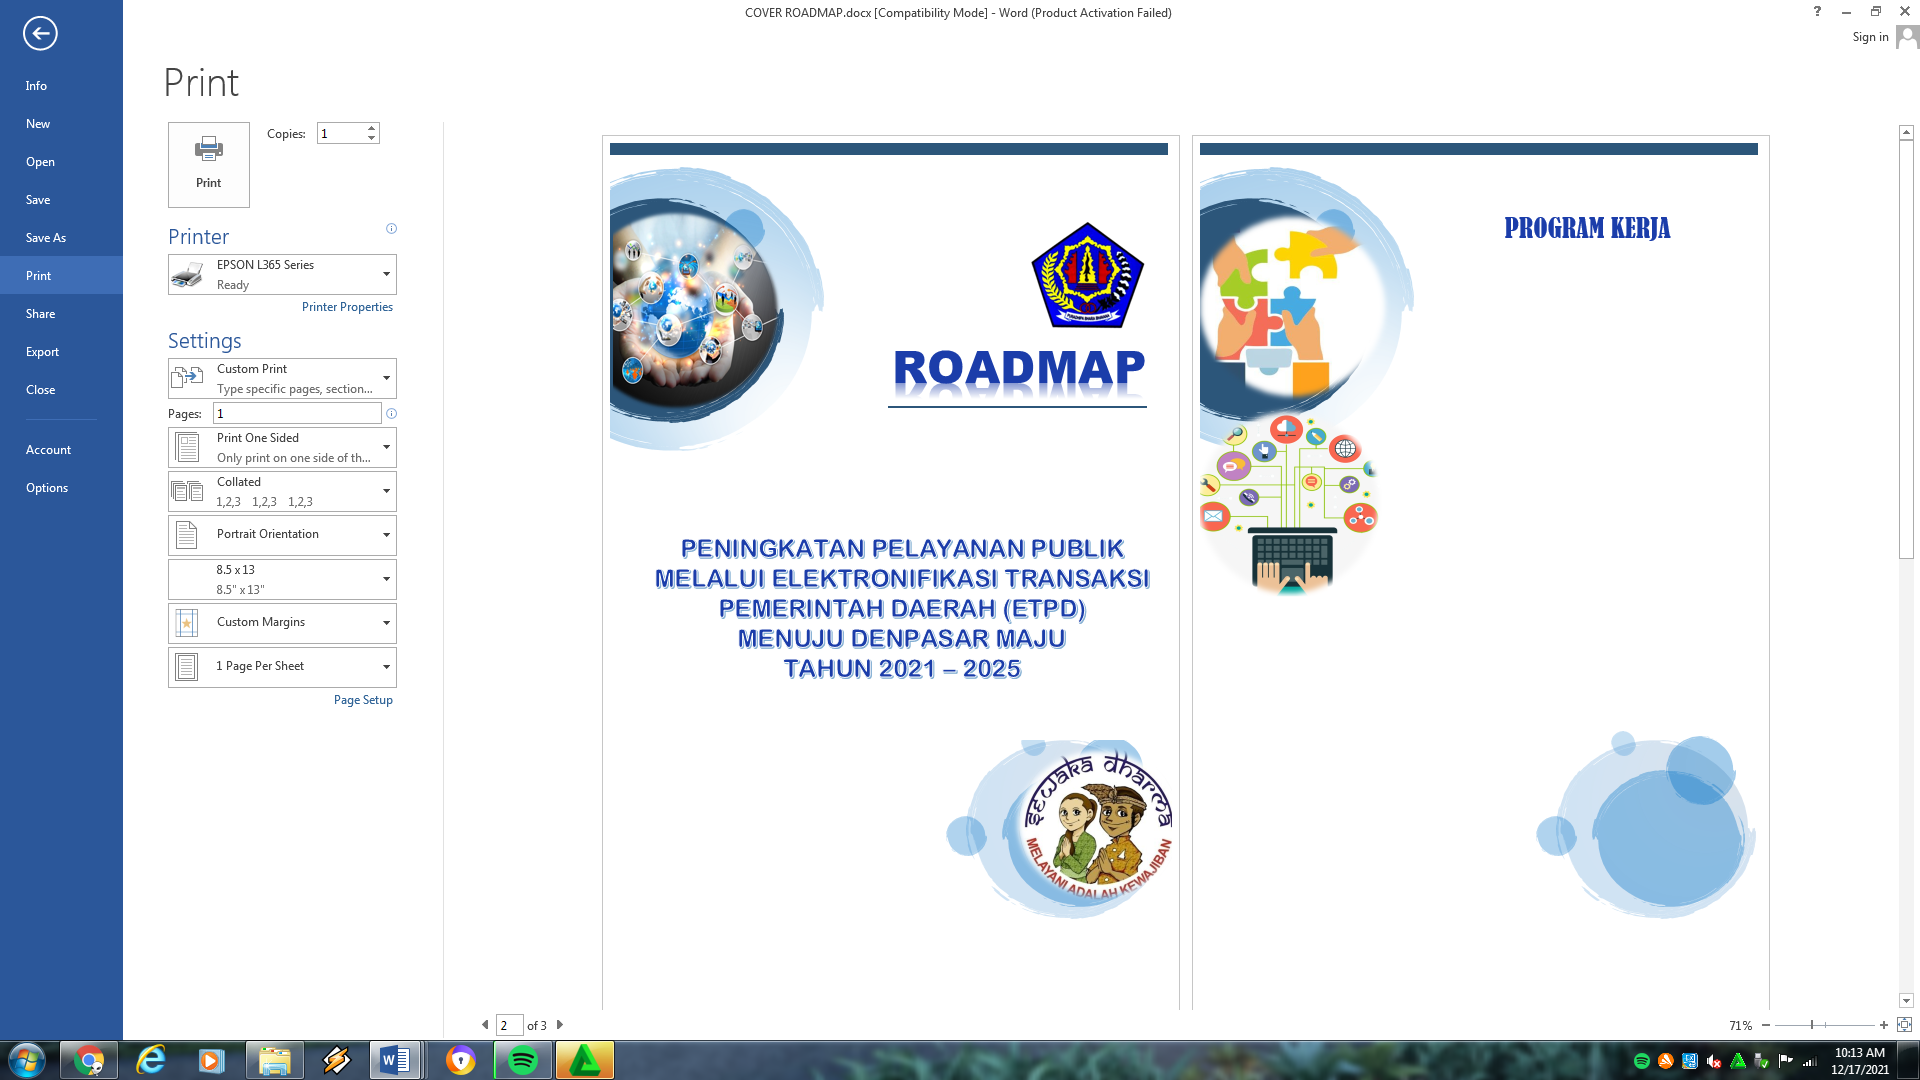 COVER ROADMAP.docx [Compatibility Mode] - Word (Product Activation Failed)
?
Sign in
Info
New
Open
Save
Save As
Print
Share
Export
Close
Account
Options
Print
Print
Copies: 1
Printer
EPSON L365 Series
Ready
Printer Properties
Settings
Custom Print
Type specific pages, section...
Pages: 1
Print One Sided
Only print on one side of th...
Collated
1,2,3 1,2,3 1,2,3
Portrait Orientation
8.5 x 13
8.5" x 13"
Custom Margins
1 Page Per Sheet
Page Setup
ROADMAP
PENINGKATAN PELAYANAN PUBLIK
MELALUI ELEKTRONIFIKASI TRANSAKSI
PEMERINTAH DAERAH (ETPD)
MENUJU DENPASAR MAJU
TAHUN 2021 – 2025
sewaka dharma
MELAYANI ADALAH KEWAJIBAN
PROGRAM KERJA
2 of 3
71%
10:13 AM
12/17/2021